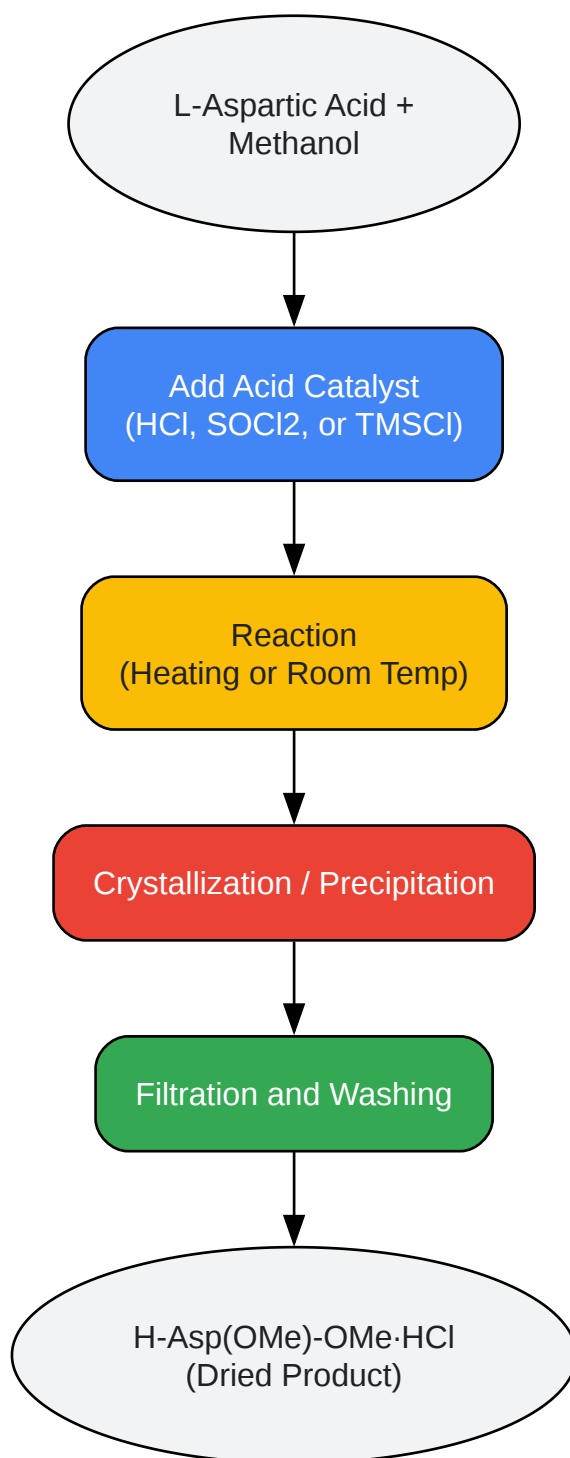 L-Aspartic Acid +
Methanol
Add Acid Catalyst
(HCl, SOCl2, or TMSCl)
Reaction
(Heating or Room Temp)
Crystallization / Precipitation
Filtration and Washing
H-Asp(OMe)-OMe·HCl
(Dried Product)